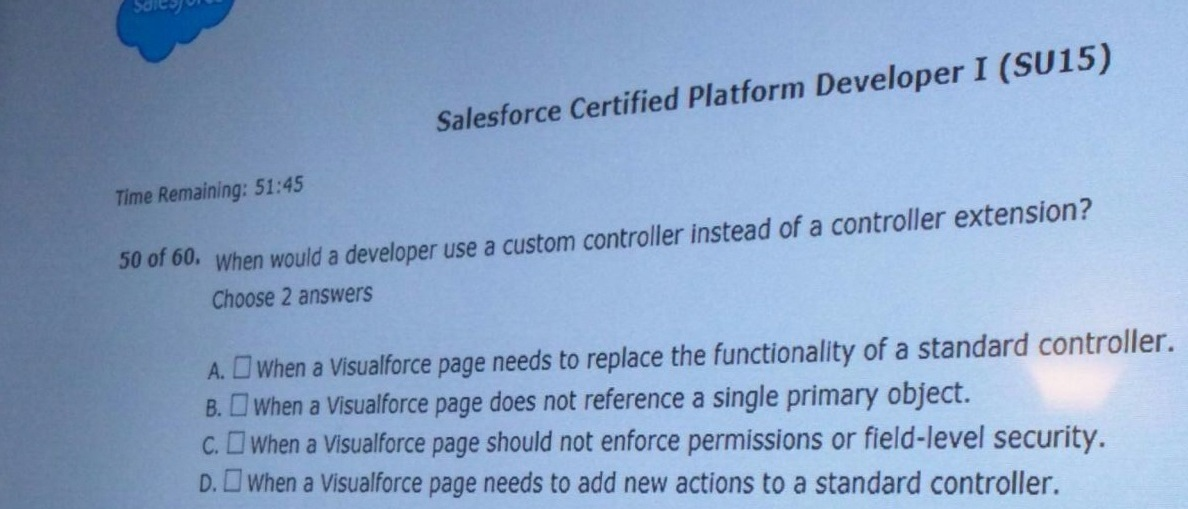 Salesforce Certified Platform Developer I (SU15)
Time Remaining: 51:45
50 of 60. When would a developer use a custom controller instead of a controller extension?
Choose 2 answers
A. When a Visualforce page needs to replace the functionality of a standard controller.
B. When a Visualforce page does not reference a single primary object.
C. When a Visualforce page should not enforce permissions or field-level security.
D. When a Visualforce page needs to add new actions to a standard controller.